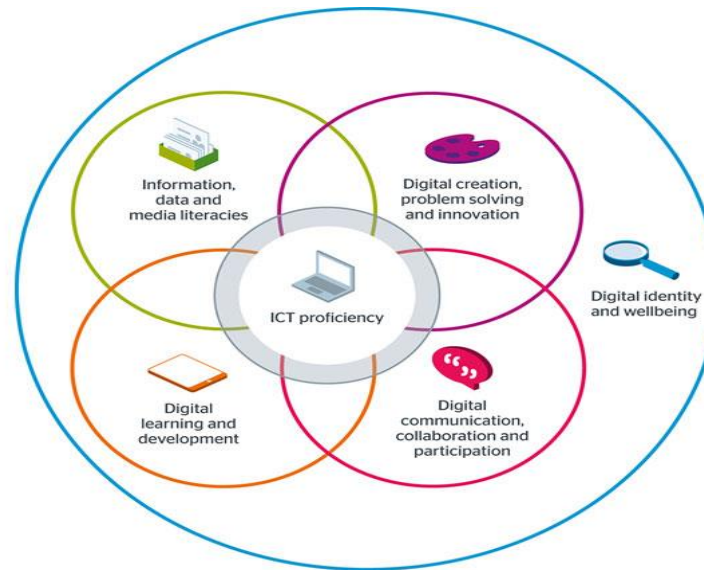 Information,
data and
media literacies
Digital creation,
problem solving
and innovation
Digital identity
and wellbeing
ICT proficiency
Digital
learning and
development
Digital
communication,
collaboration and
participation